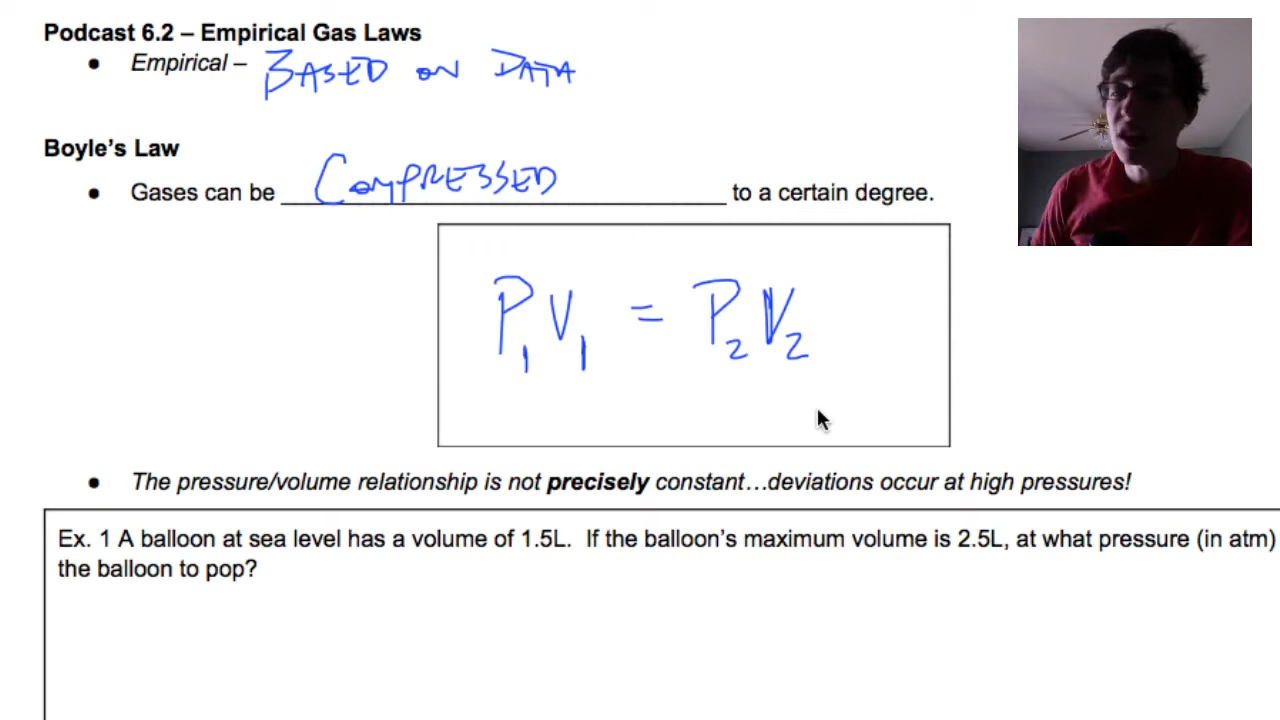 Podcast 6.2 – Empirical Gas Laws
● Empirical – BASED ON DATA
Boyle's Law
● Gases can be COMPRESSED to a certain degree.
P₁V₁ = P₂V₂
● The pressure/volume relationship is not precisely constant…deviations occur at high pressures!
Ex. 1 A balloon at sea level has a volume of 1.5L. If the balloon's maximum volume is 2.5L, at what pressure (in atm)
the balloon to pop?